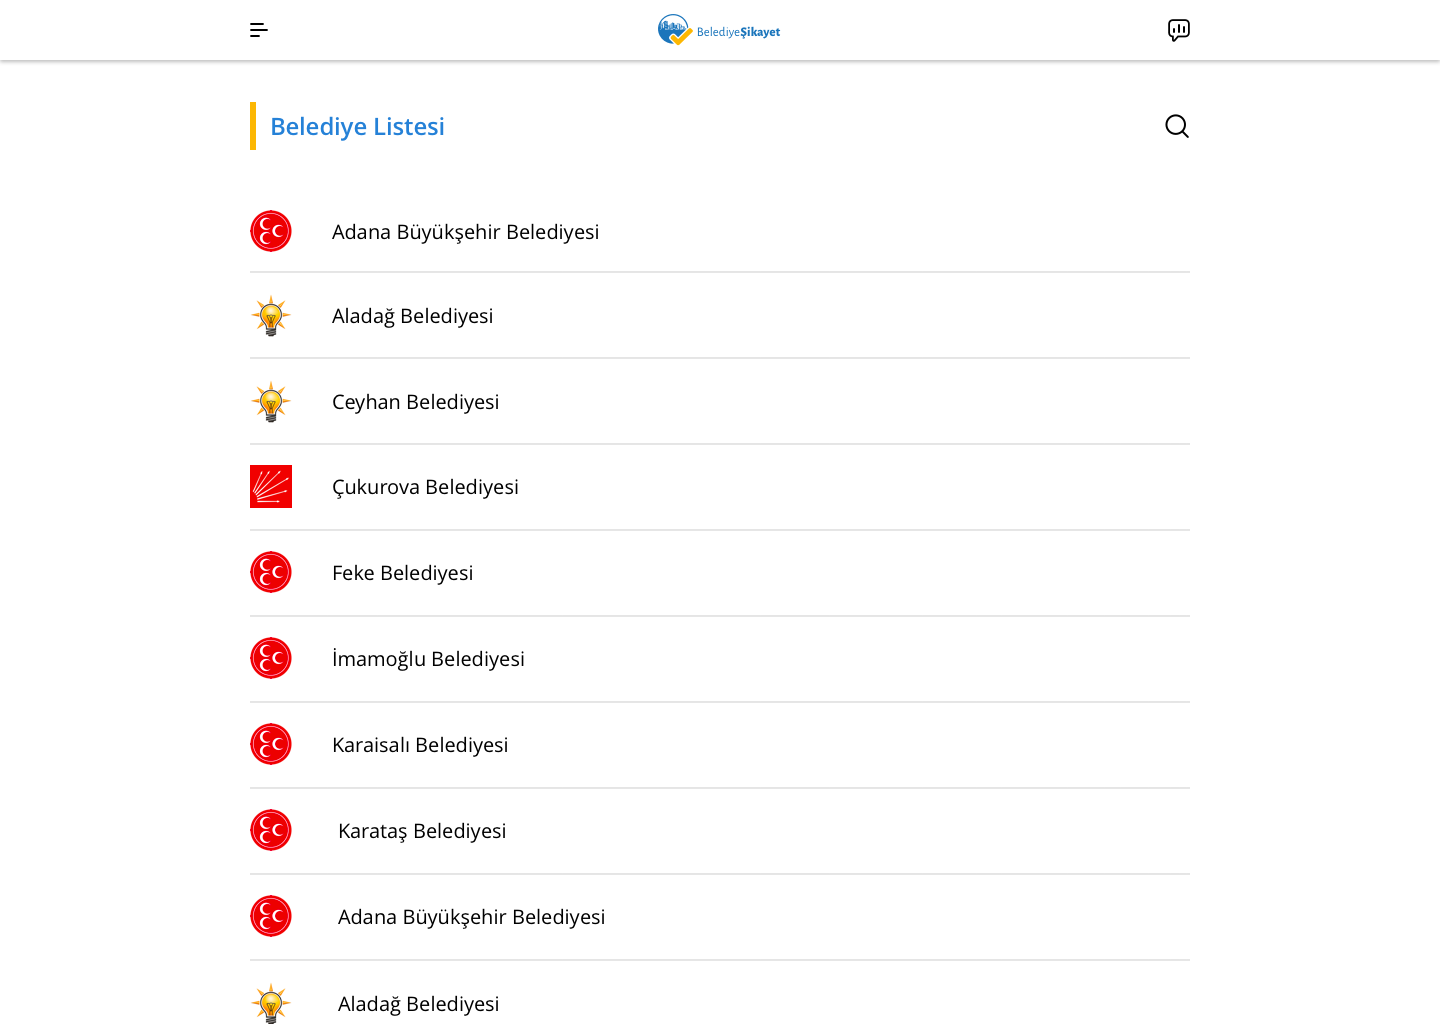 BelediyeŞikayet
Belediye Listesi
Adana Büyükşehir Belediyesi
Aladağ Belediyesi
Ceyhan Belediyesi
Çukurova Belediyesi
Feke Belediyesi
İmamoğlu Belediyesi
Karaisalı Belediyesi
Karataş Belediyesi
Adana Büyükşehir Belediyesi
Aladağ Belediyesi